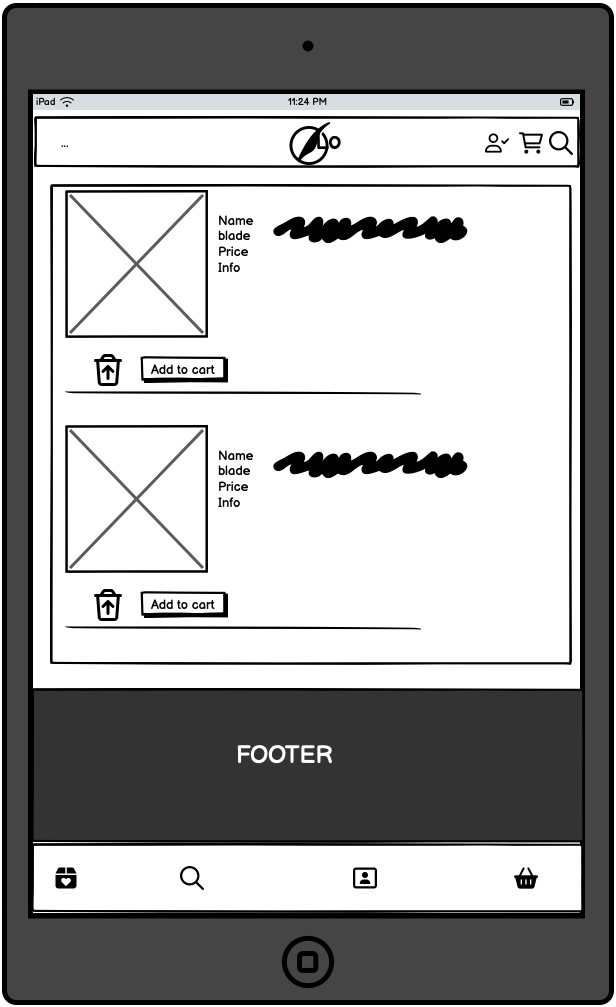 iPad 11:24 PM
...
Lo
Name
blade
Price
Info
Add to cart
Name
blade
Price
Info
Add to cart
FOOTER